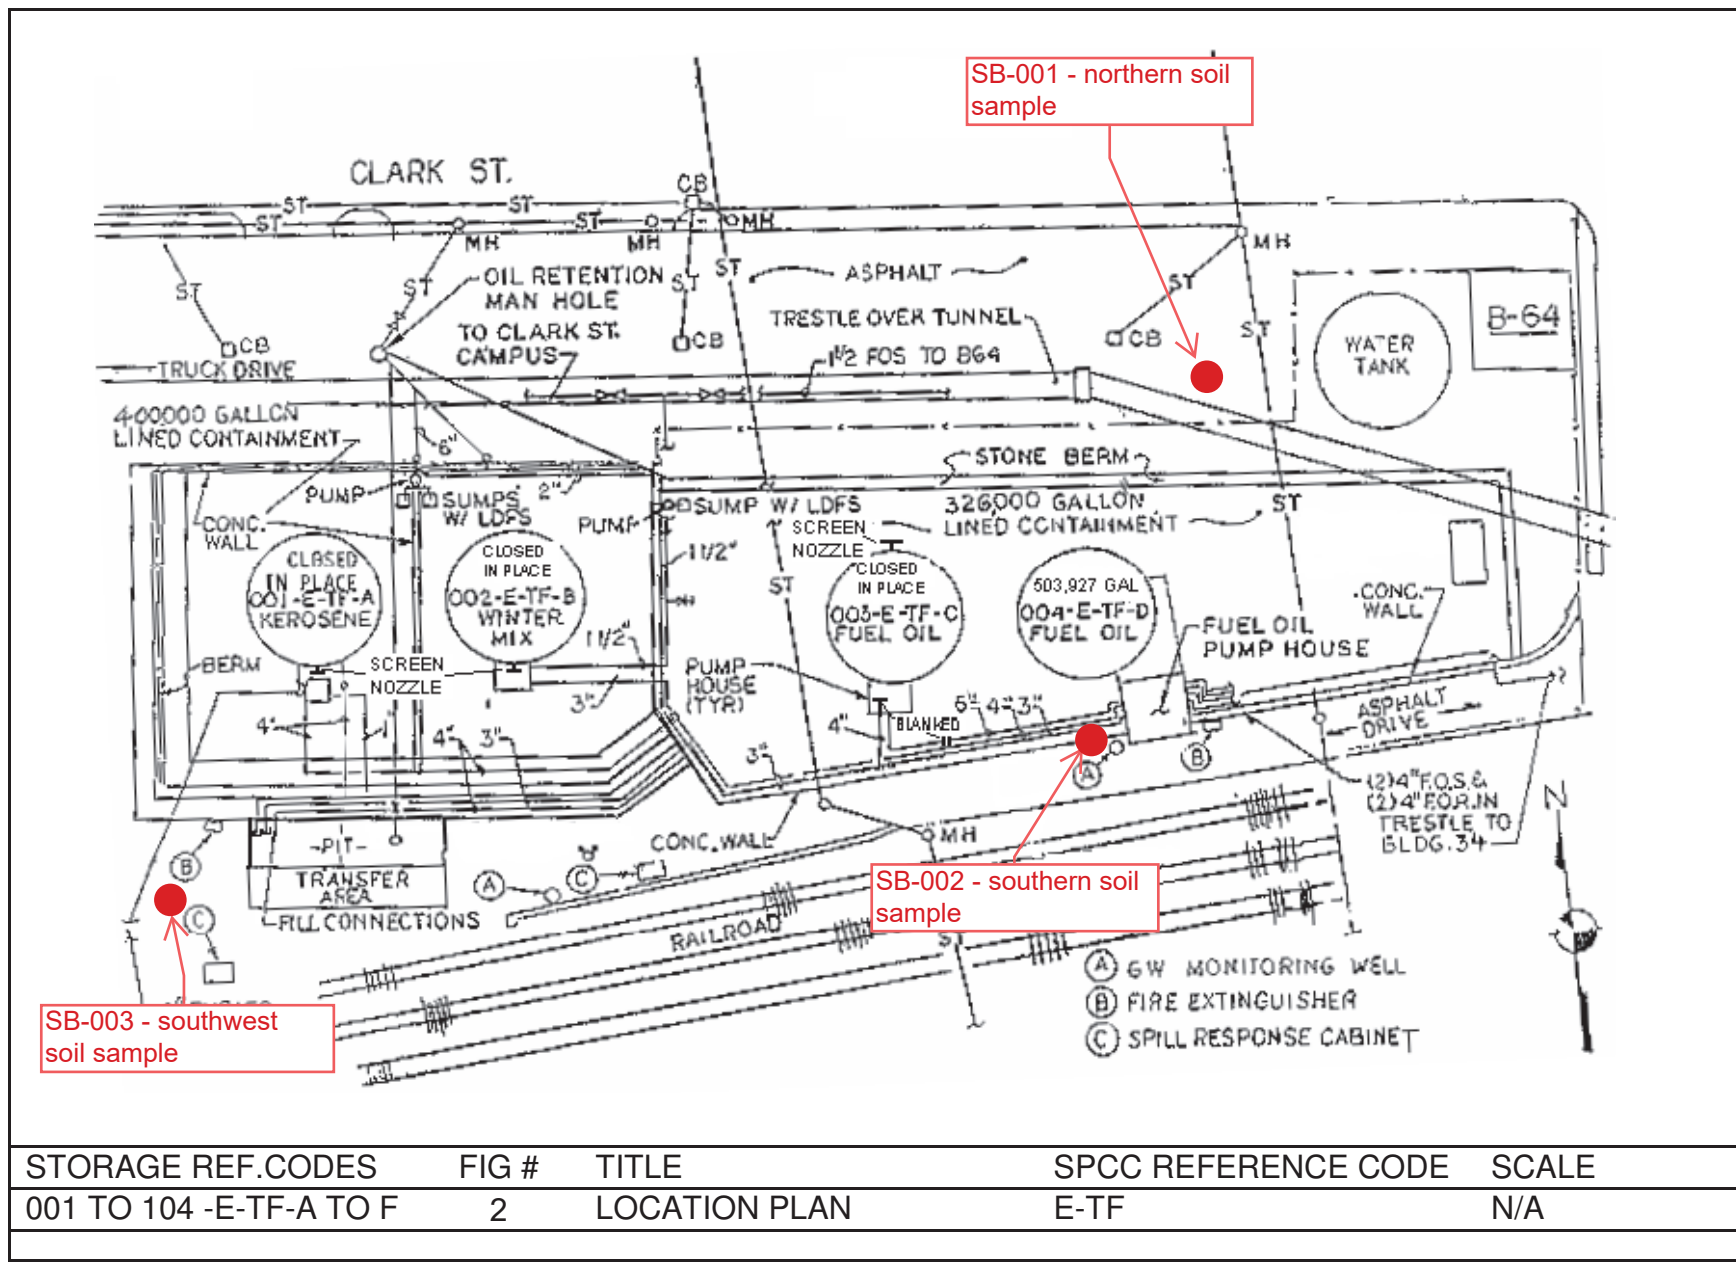 SB-001 - northern soil
sample
CLARK ST.
CB
ST
ST
ST
ST
MH
MH
MH
MH
OIL RETENTION
MAN HOLE
ST
ST
ST
ST
ASPHALT
ST
ST
TO CLARK ST.
CAMPUS
TRESTLE OVER TUNNEL
CB
CB
CB
1 1/2 FOS TO B64
TRUCK DRIVE
WATER
TANK
B-64
400000 GALLON
LINED CONTAINMENT
6"
STONE BERM
PUMP
SUMPS
W/ LDFS
2"
PUMP
SUMP W/ LDFS
326,000 GALLON
LINED CONTAINMENT
ST
CONC.
WALL
SCREEN
NOZZLE
1 1/2"
CLOSED
IN PLACE
001-E-TF-A
KEROSENE
CLOSED
IN PLACE
002-E-TF-B
WINTER
MIX
ST
CLOSED
IN PLACE
003-E-TF-C
FUEL OIL
503,927 GAL
004-E-TF-D
FUEL OIL
CONC.
WALL
FUEL OIL
PUMP HOUSE
1 1/2"
BERM
SCREEN
NOZZLE
PUMP
HOUSE
(TYR)
3"
4"
1"
4"
3"
4"
BLANKED
6" 4" 3"
3"
ASPHALT
DRIVE
A
B
(2)4" F.O.S.&
(2)4" F.O.R.IN
TRESTLE TO
BLDG. 34
N
PIT
TRANSFER
AREA
FILL CONNECTIONS
B
C
A
C
CONC. WALL
MH
SB-002 - southern soil
sample
RAILROAD
ST
A GW MONITORING WELL
B FIRE EXTINGUISHER
C SPILL RESPONSE CABINET
SB-003 - southwest
soil sample
STORAGE REF.CODES FIG # TITLE SPCC REFERENCE CODE SCALE
001 TO 104 -E-TF-A TO F 2 LOCATION PLAN E-TF N/A